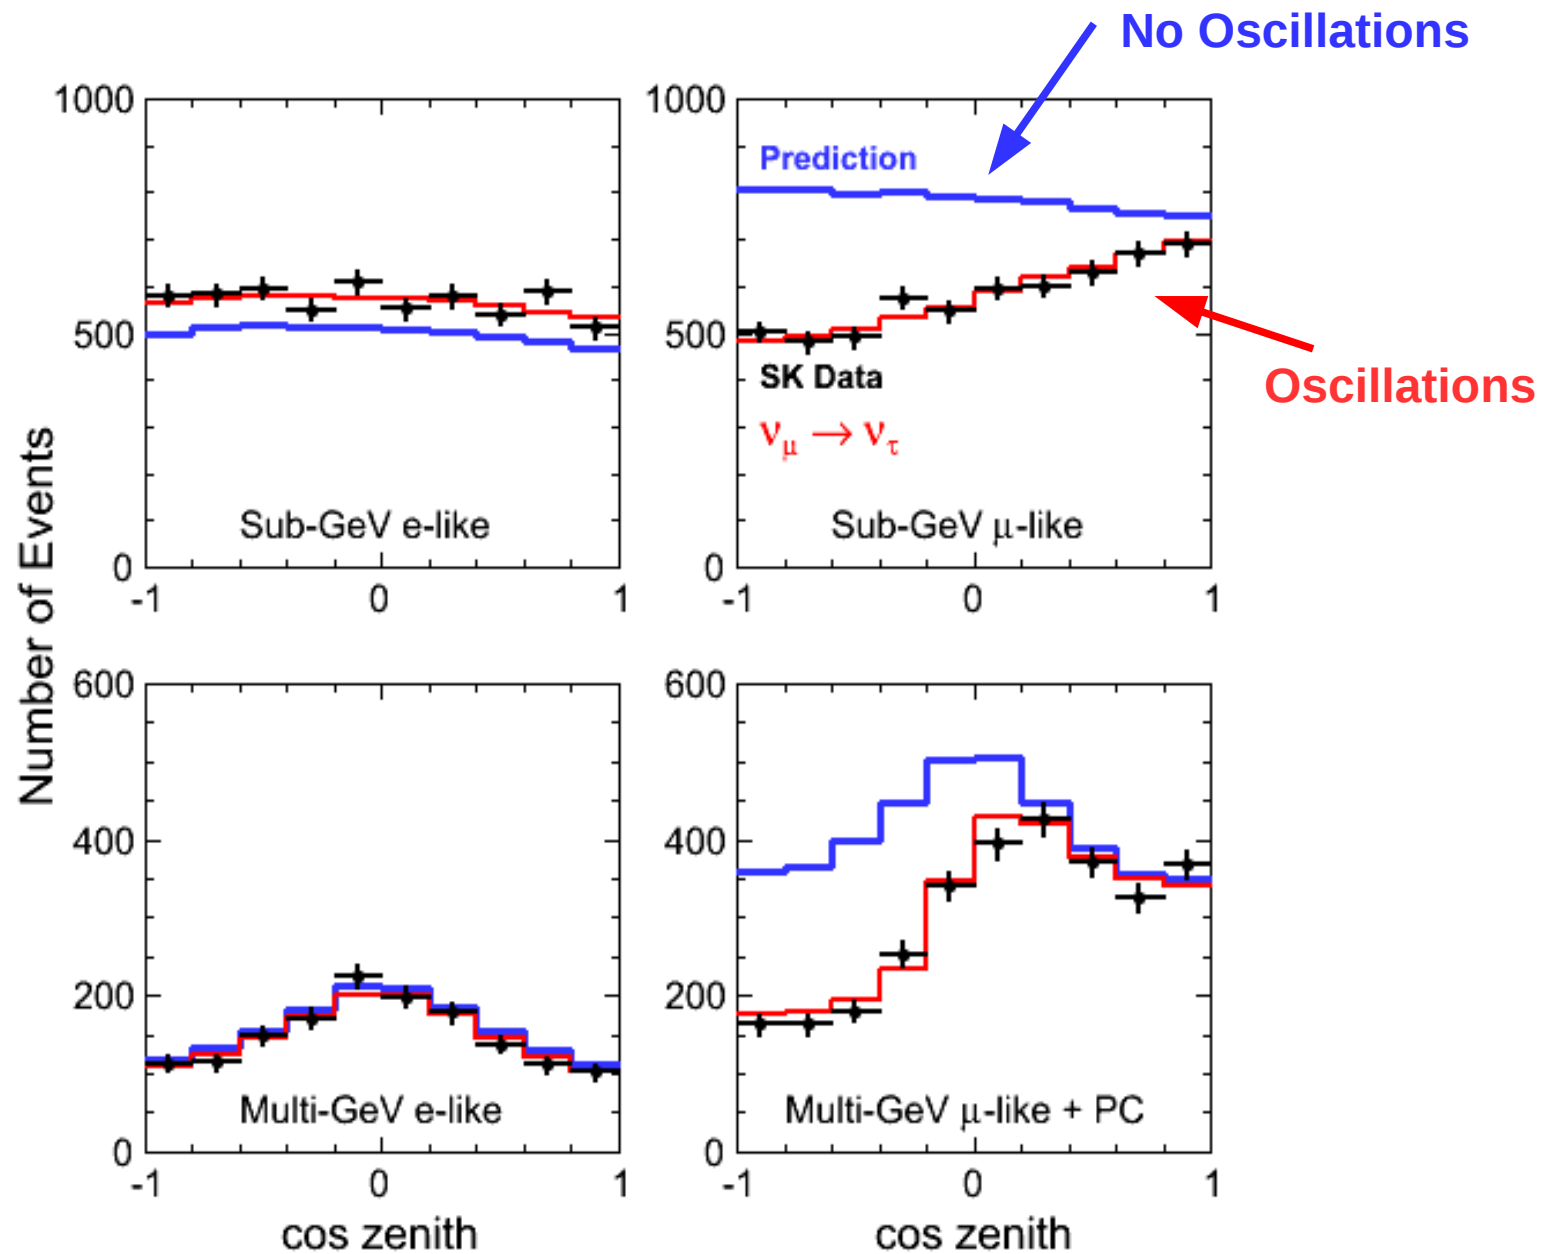 No Oscillations
1000
500
0
-1
0
1
Sub-GeV e-like
1000
500
0
-1
0
1
Prediction
SK Data
νμ → ντ
Sub-GeV μ-like
Oscillations
Number of Events
600
400
200
0
-1
0
1
Multi-GeV e-like
cos zenith
600
400
200
0
-1
0
1
Multi-GeV μ-like + PC
cos zenith